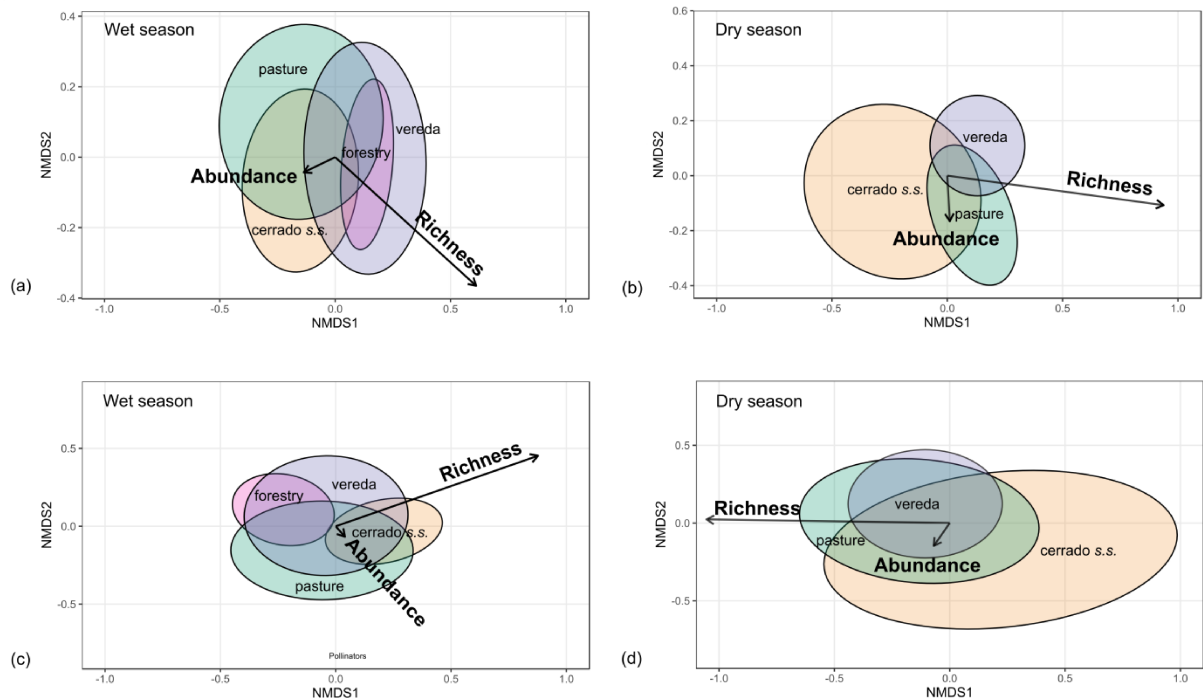 Wet season
0.4
0.2
0.0
-0.2
-0.4
NMDS2
pasture
vereda
forestry
Abundance
Richness
cerrado s.s.
(a)
-1.0
-0.5
0.0
0.5
1.0
NMDS1
Dry season
0.6
0.4
0.2
0.0
-0.2
-0.4
NMDS2
vereda
cerrado s.s.
Richness
pasture
Abundance
(b)
-1.0
-0.5
0.0
0.5
1.0
NMDS1
Wet season
0.5
0.0
-0.5
NMDS2
Richness
forestry
vereda
cerrado s.s.
Abundance
pasture
Pollinators
(c)
-1.0
-0.5
0.0
0.5
1.0
NMDS1
Dry season
0.5
0.0
-0.5
NMDS2
Richness
vereda
pasture
cerrado s.s.
Abundance
(d)
-1.0
-0.5
0.0
0.5
1.0
NMDS1